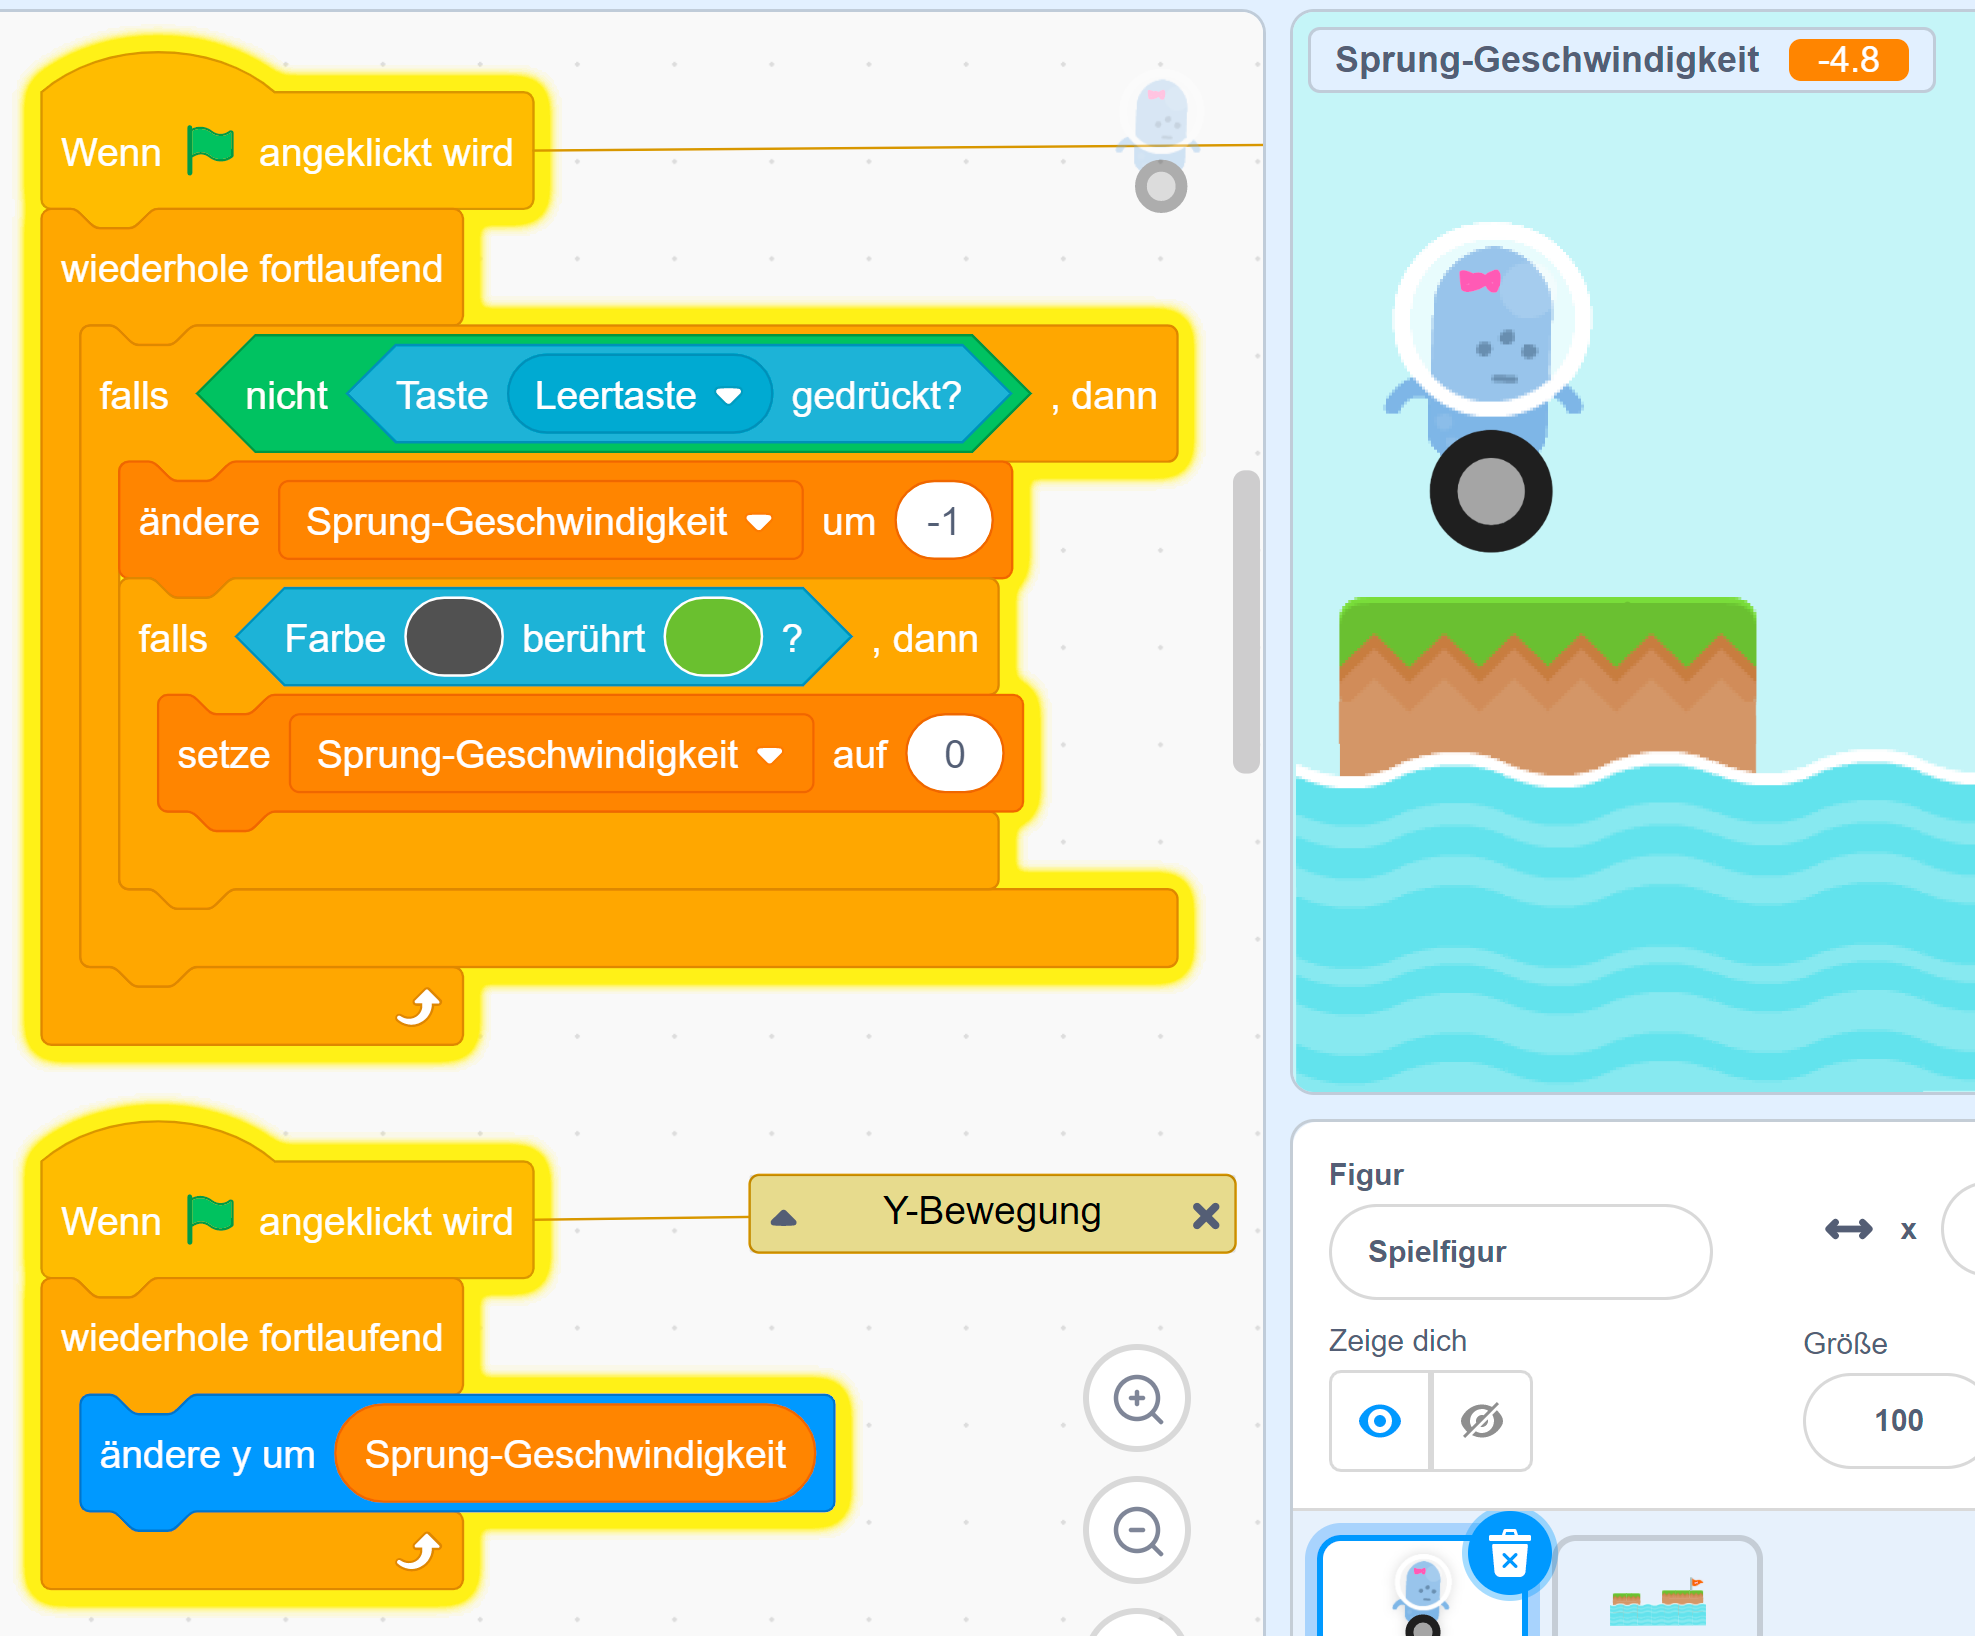 Wenn angeklickt wird
wiederhole fortlaufend
falls nicht Taste Leertaste gedrückt? , dann
ändere Sprung-Geschwindigkeit um -1
falls Farbe berührt ? , dann
setze Sprung-Geschwindigkeit auf 0
Wenn angeklickt wird
Y-Bewegung
wiederhole fortlaufend
ändere y um Sprung-Geschwindigkeit
Sprung-Geschwindigkeit -4.8
Figur
Spielfigur
x
Zeige dich
Größe
100